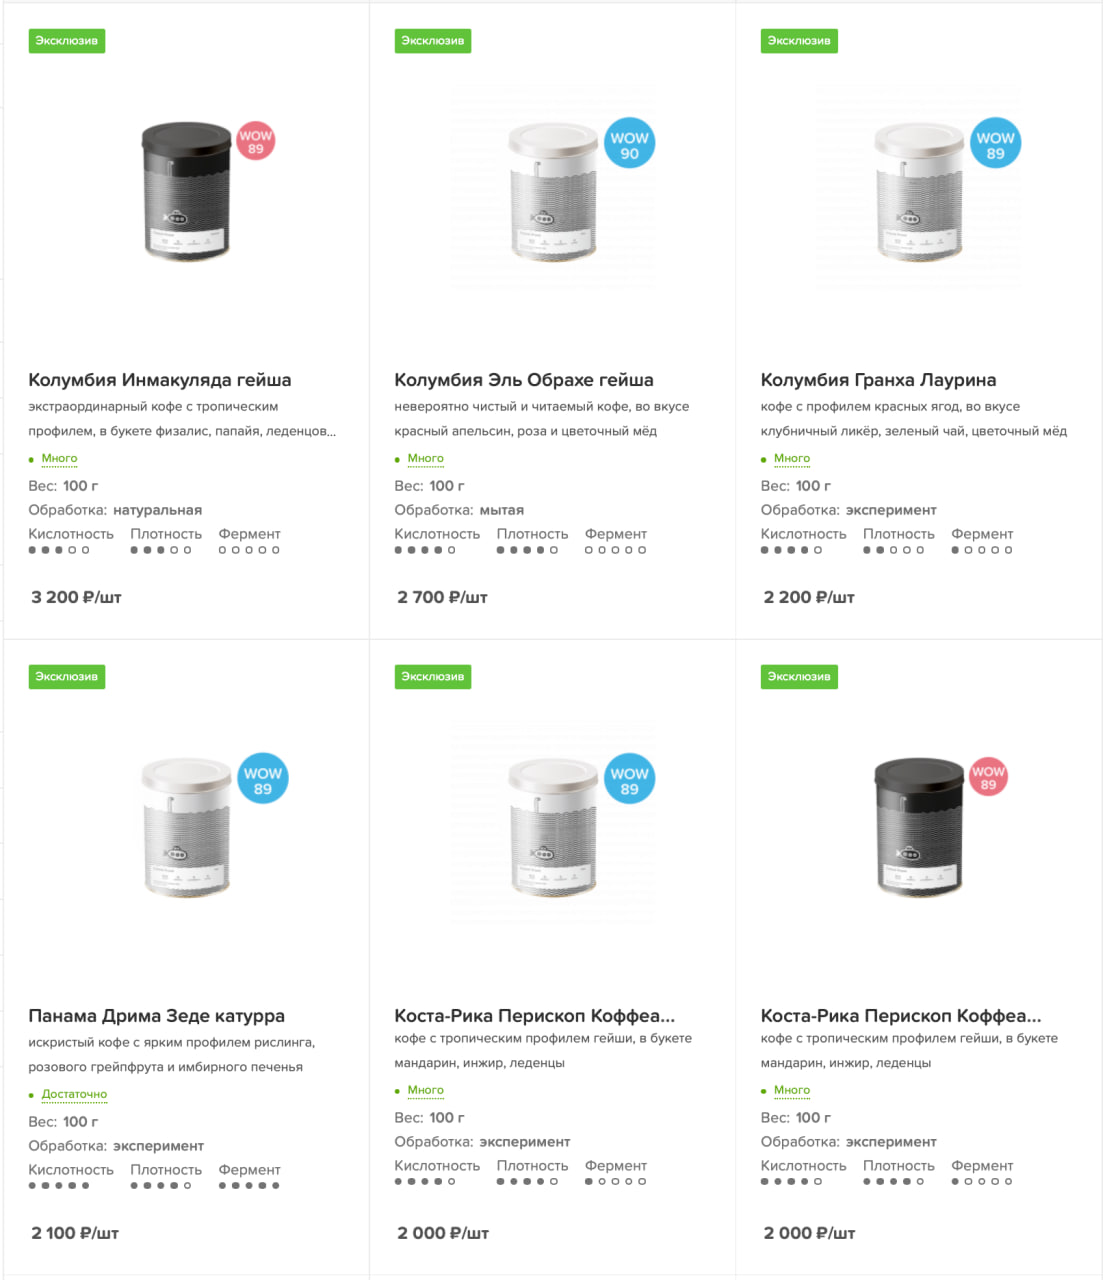 Эксклюзив
WOW
89
Колумбия Инмакуляда гейша
экстраординарный кофе с тропическим
профилем, в букете физалис, папайя, леденцов...
Много
Вес: 100 г
Обработка: натуральная
Кислотность Плотность Фермент
3 200 ₽/шт
Эксклюзив
WOW
90
Колумбия Эль Обрахе гейша
невероятно чистый и читаемый кофе, во вкусе
красный апельсин, роза и цветочный мёд
Много
Вес: 100 г
Обработка: мытая
Кислотность Плотность Фермент
2 700 ₽/шт
Эксклюзив
WOW
89
Колумбия Гранха Лаурина
кофе с профилем красных ягод, во вкусе
клубничный ликёр, зеленый чай, цветочный мёд
Много
Вес: 100 г
Обработка: эксперимент
Кислотность Плотность Фермент
2 200 ₽/шт
Эксклюзив
WOW
89
Панама Дрима Зеде катурра
искристый кофе с ярким профилем рислинга,
розового грейпфрута и имбирного печенья
Достаточно
Вес: 100 г
Обработка: эксперимент
Кислотность Плотность Фермент
2 100 ₽/шт
Эксклюзив
WOW
89
Коста-Рика Перископ Коффеа...
кофе с тропическим профилем гейши, в букете
мандарин, инжир, леденцы
Много
Вес: 100 г
Обработка: эксперимент
Кислотность Плотность Фермент
2 000 ₽/шт
Эксклюзив
WOW
89
Коста-Рика Перископ Коффеа...
кофе с тропическим профилем гейши, в букете
мандарин, инжир, леденцы
Много
Вес: 100 г
Обработка: эксперимент
Кислотность Плотность Фермент
2 000 ₽/шт